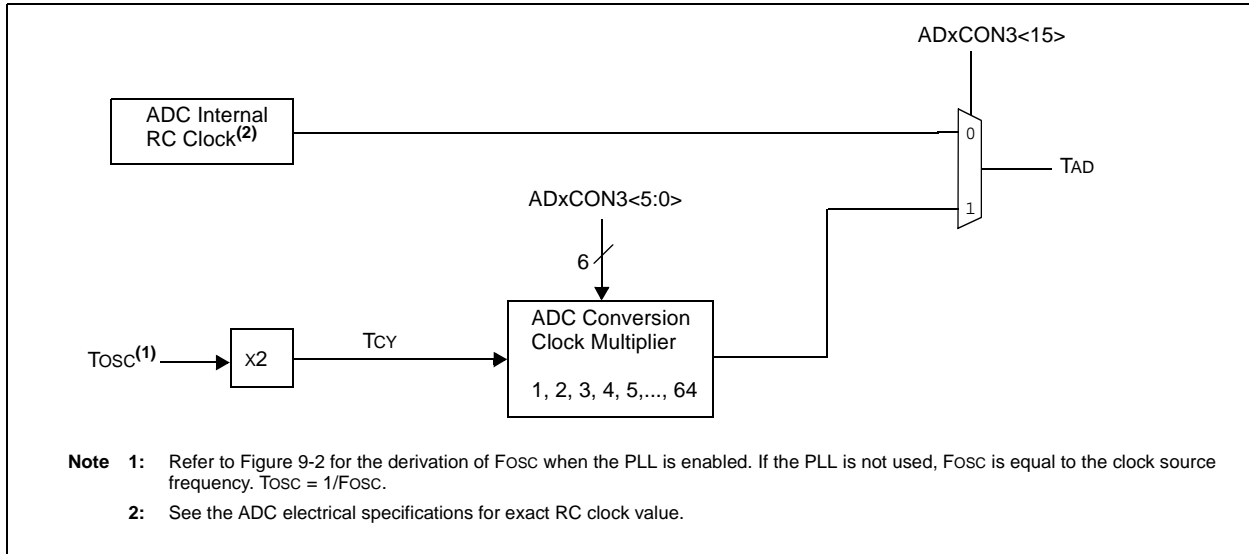 ADxCON3<15>
ADC Internal
RC Clock(2)
0
TAD
ADxCON3<5:0>
1
6
ADC Conversion
Clock Multiplier
TOSC(1)
X2
TCY
1, 2, 3, 4, 5,..., 64
Note 1: Refer to Figure 9-2 for the derivation of FOSC when the PLL is enabled. If the PLL is not used, FOSC is equal to the clock source
frequency. TOSC = 1/FOSC.
2: See the ADC electrical specifications for exact RC clock value.